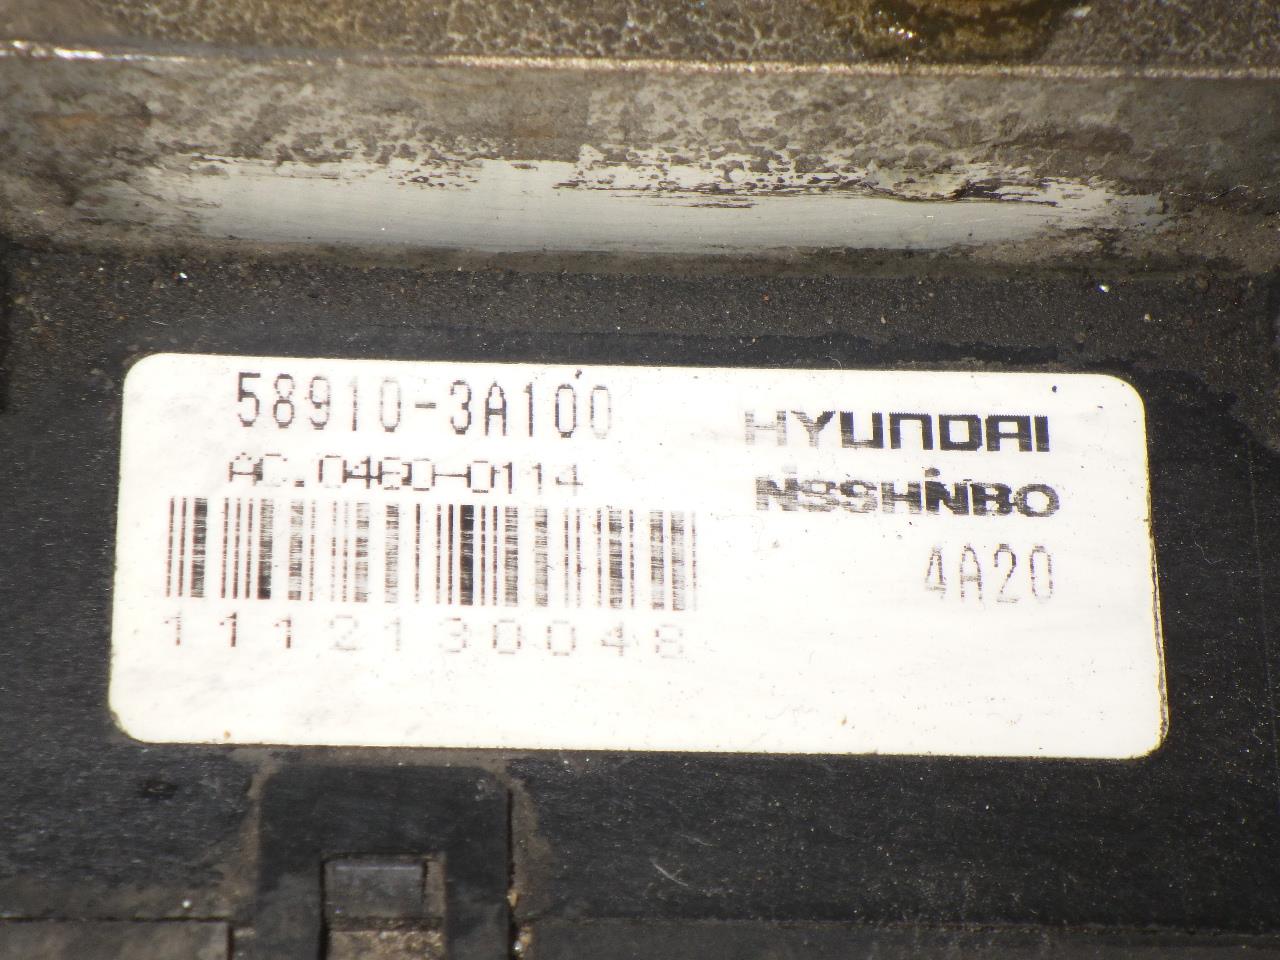 58910-3A100
AC.0460-0114
1112130048
HYUNDAI
NISSHINBO
4A20